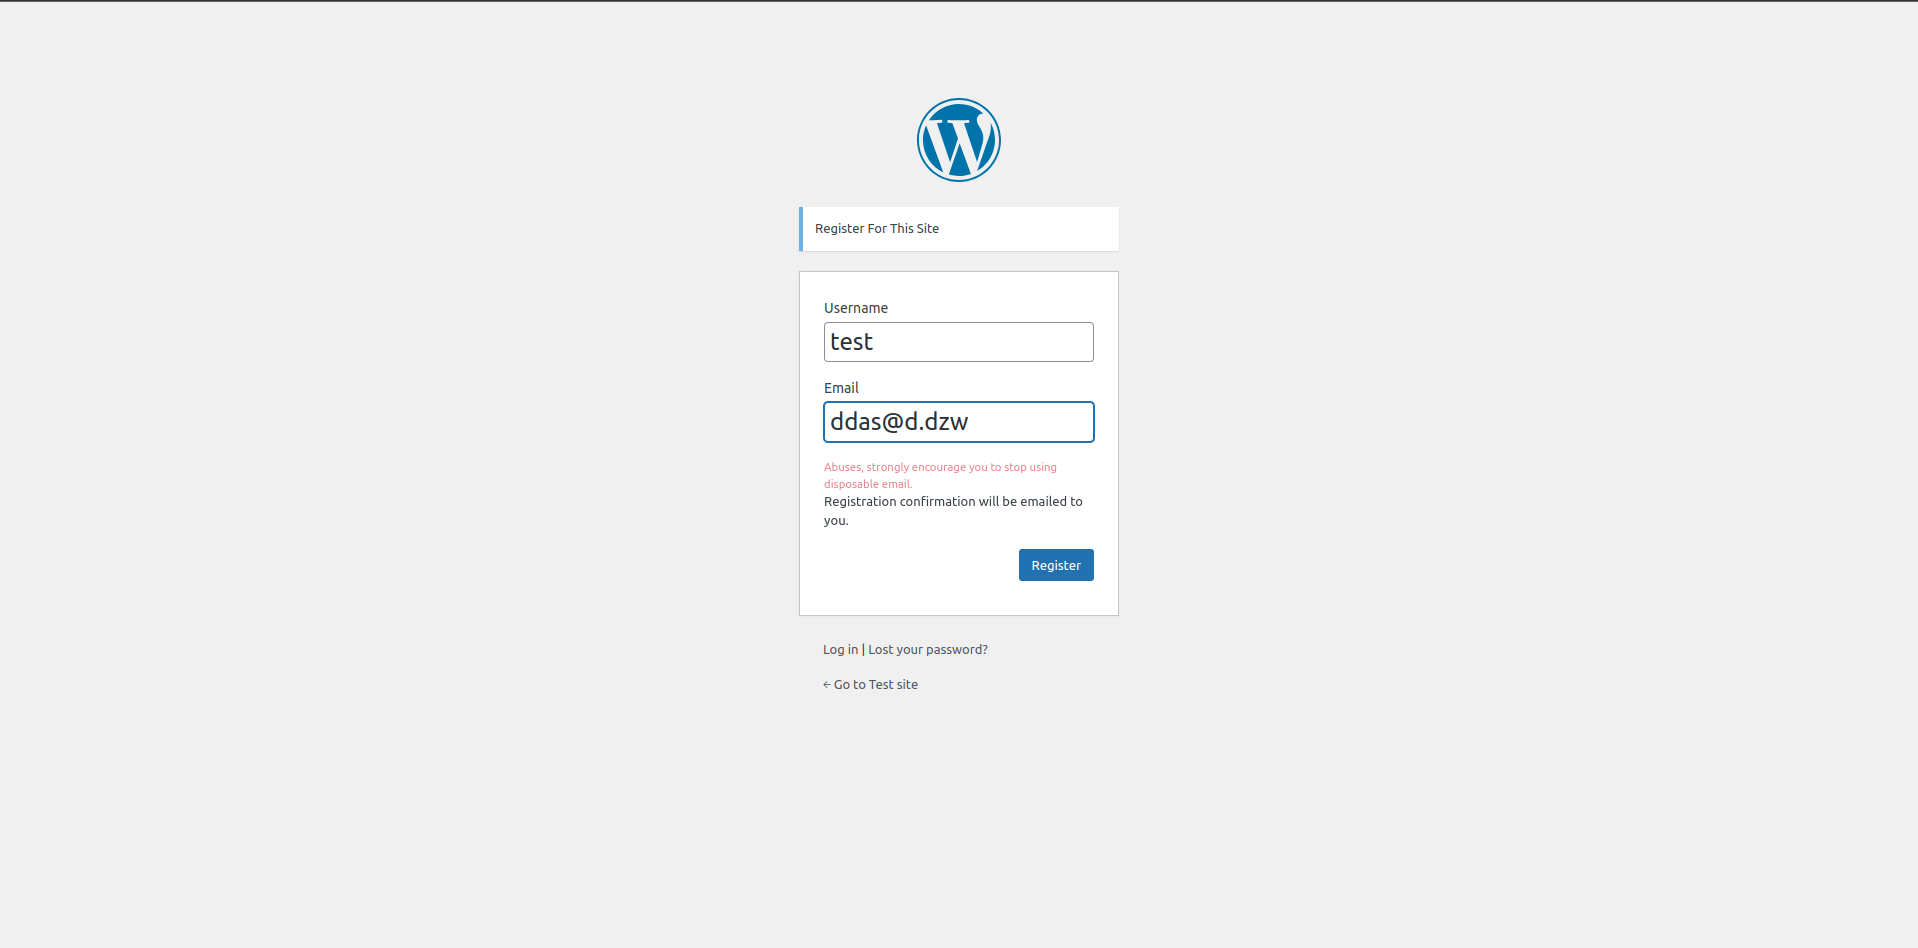 Register For This Site
Username
test
Email
ddas@d.dzw
Abuses, strongly encourage you to stop using
disposable email.
Registration confirmation will be emailed to
you.
Register
Log in | Lost your password?
← Go to Test site